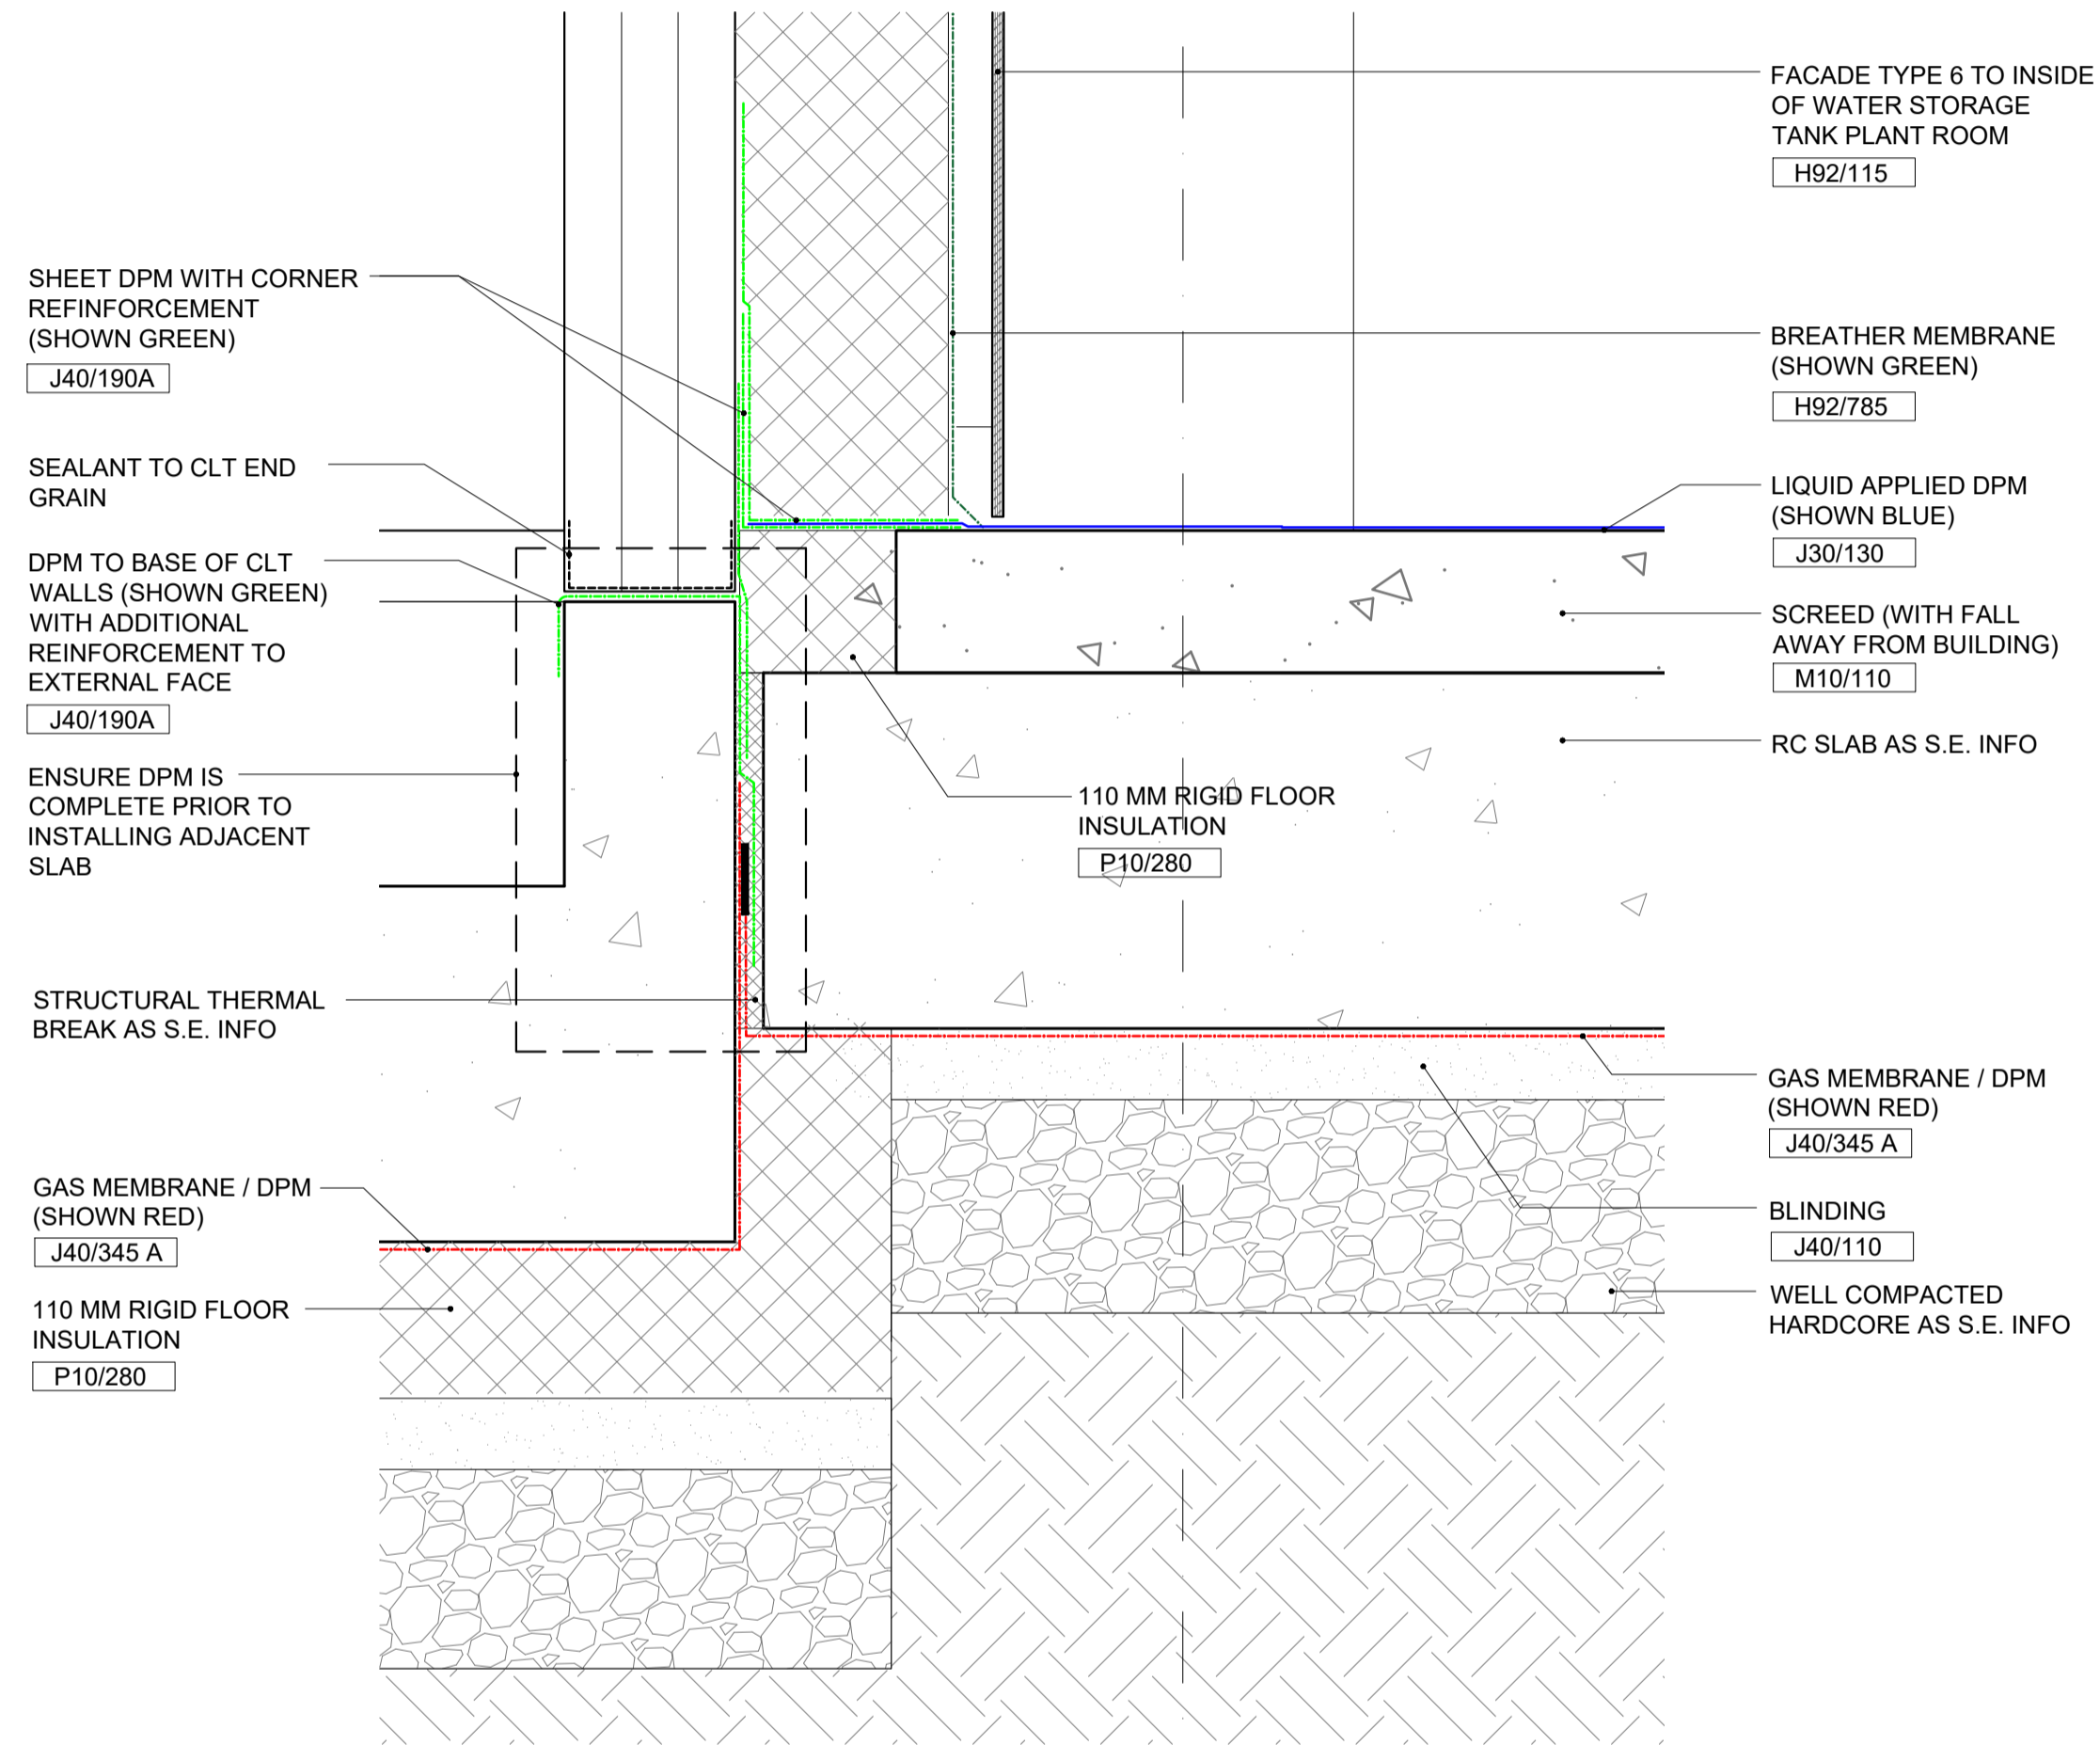 SHEET DPM WITH CORNER
REFINFORCEMENT
(SHOWN GREEN)
J40/190A
SEALANT TO CLT END
GRAIN
DPM TO BASE OF CLT
WALLS (SHOWN GREEN)
WITH ADDITIONAL
REINFORCEMENT TO
EXTERNAL FACE
J40/190A
ENSURE DPM IS
COMPLETE PRIOR TO
INSTALLING ADJACENT
SLAB
STRUCTURAL THERMAL
BREAK AS S.E. INFO
GAS MEMBRANE / DPM
(SHOWN RED)
J40/345 A
110 MM RIGID FLOOR
INSULATION
P10/280
110 MM RIGID FLOOR
INSULATION
P10/280
FACADE TYPE 6 TO INSIDE
OF WATER STORAGE
TANK PLANT ROOM
H92/115
BREATHER MEMBRANE
(SHOWN GREEN)
H92/785
LIQUID APPLIED DPM
(SHOWN BLUE)
J30/130
SCREED (WITH FALL
AWAY FROM BUILDING)
M10/110
RC SLAB AS S.E. INFO
GAS MEMBRANE / DPM
(SHOWN RED)
J40/345 A
BLINDING
J40/110
WELL COMPACTED
HARDCORE AS S.E. INFO